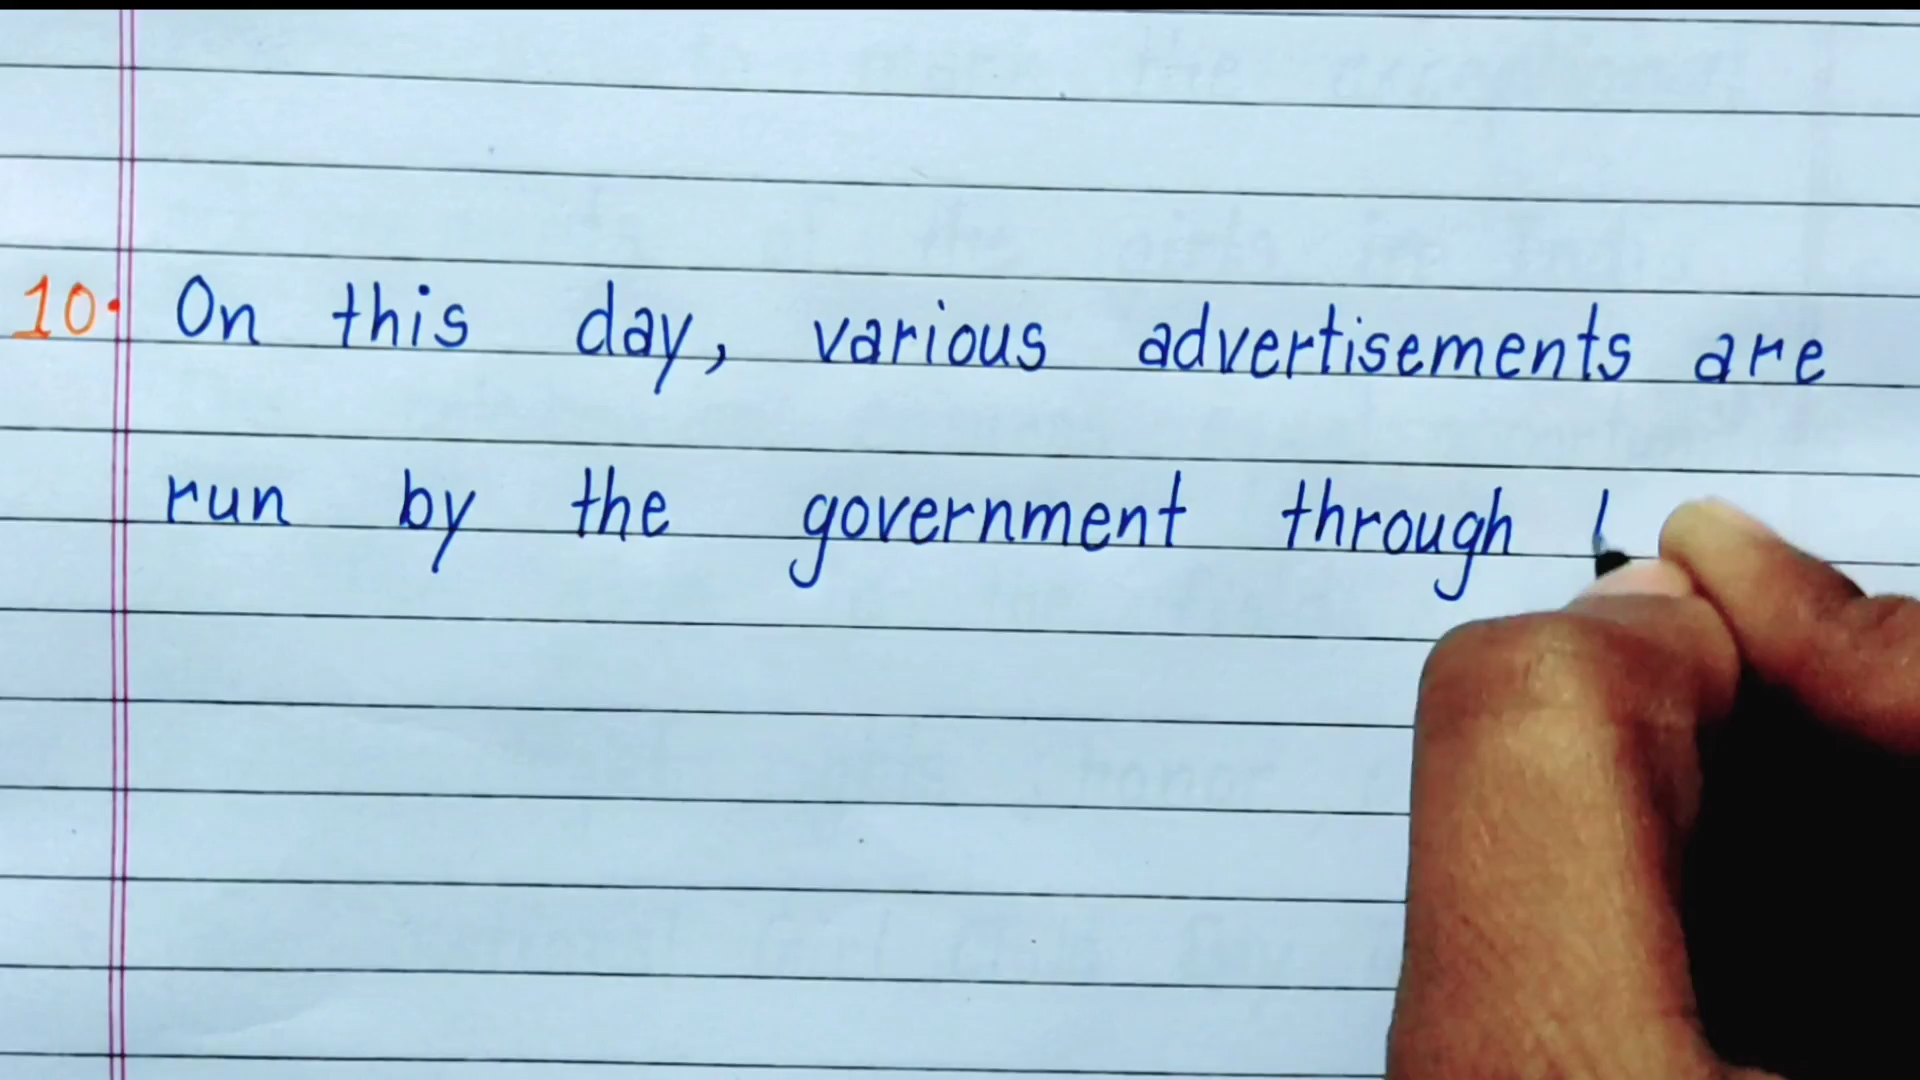 10. On this day, various advertisements are
run by the government through